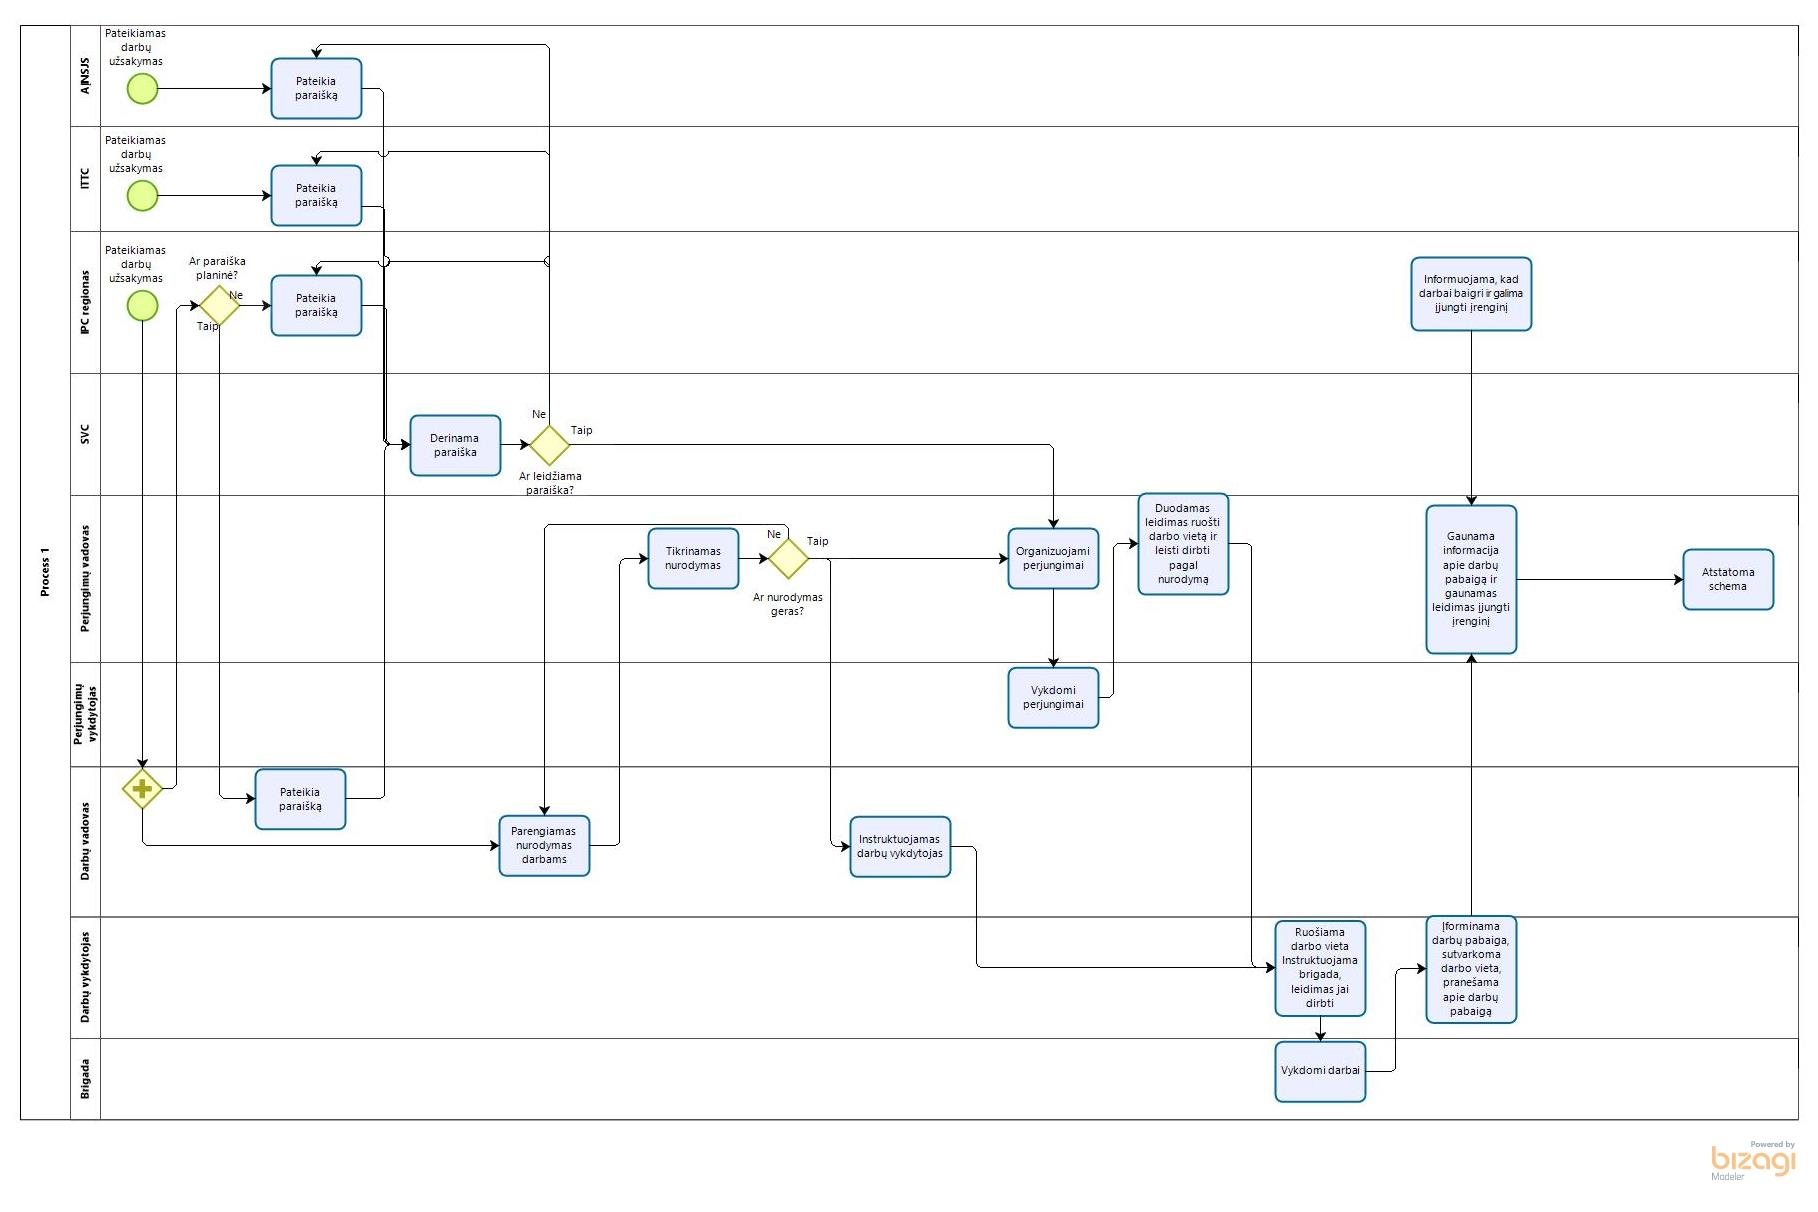 Process 1
AĮNSJS
Pateikiamas
darbų
užsakymas
Pateikia
paraišką
ITTC
Pateikiamas
darbų
užsakymas
Pateikia
paraišką
IPC regionas
Pateikiamas
darbų
užsakymas
Ar paraiška
planinė?
Ne
Taip
Pateikia
paraišką
Informuojama, kad
darbai baigri ir galima
įjungti įrenginį
SVC
Derinama
paraiška
Ne
Taip
Ar leidžiama
paraiška?
Perjungimų vadovas
Tikrinamas
nurodymas
Ne
Taip
Ar nurodymas
geras?
Organizuojami
perjungimai
Duodamas
leidimas ruošti
darbo vietą ir
leisti dirbti
pagal
nurodymą
Gaunama
informacija
apie darbų
pabaigą ir
gaunamas
leidimas įjungti
įrenginį
Atstatoma
schema
Perjungimų
vykdytojas
Vykdomi
perjungimai
Darbų vadovas
Pateikia
paraišką
Parengiamas
nurodymas
darbams
Instruktuojamas
darbų vykdytojas
Darbų vykdytojas
Ruošiama
darbo vieta
Instruktuojama
brigada,
leidimas jai
dirbti
Įforminama
darbų pabaiga,
sutvarkoma
darbo vieta,
pranešama
apie darbų
pabaigą
Brigada
Vykdomi darbai
Powered by
bizagi
Modeler